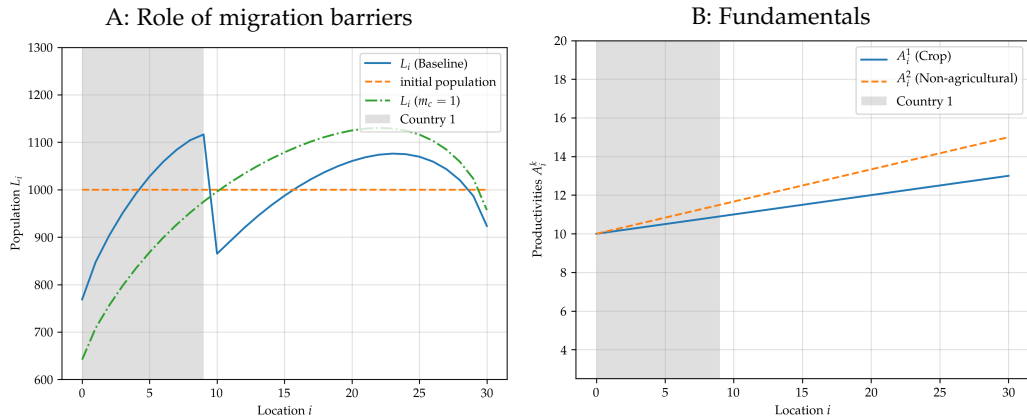 A: Role of migration barriers
1300
1200
1100
1000
900
800
700
600
Population L_i
0 5 10 15 20 25 30
Location i
L_i (Baseline)
initial population
L_i (m_c = 1)
Country 1
B: Fundamentals
20
18
16
14
12
10
8
6
4
Productivities A_i^k
0 5 10 15 20 25 30
Location i
A_i^1 (Crop)
A_i^2 (Non-agricultural)
Country 1